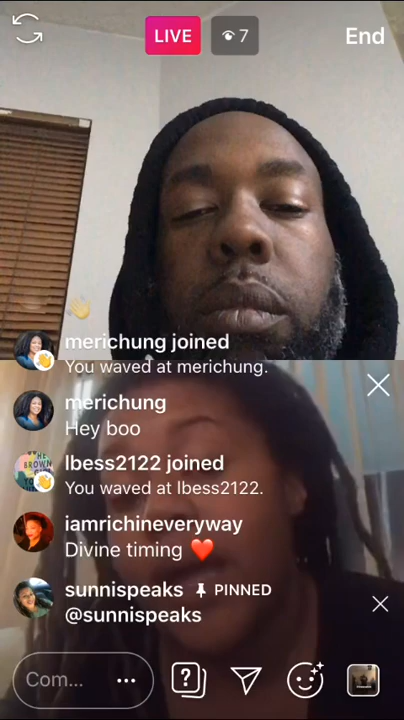 LIVE
7
End
merichung joined
You waved at merichung.
merichung
Hey boo
lbess2122 joined
You waved at lbess2122.
iamrichineveryway
Divine timing ❤️
sunnispeaks PINNED
@sunnispeaks
Com...